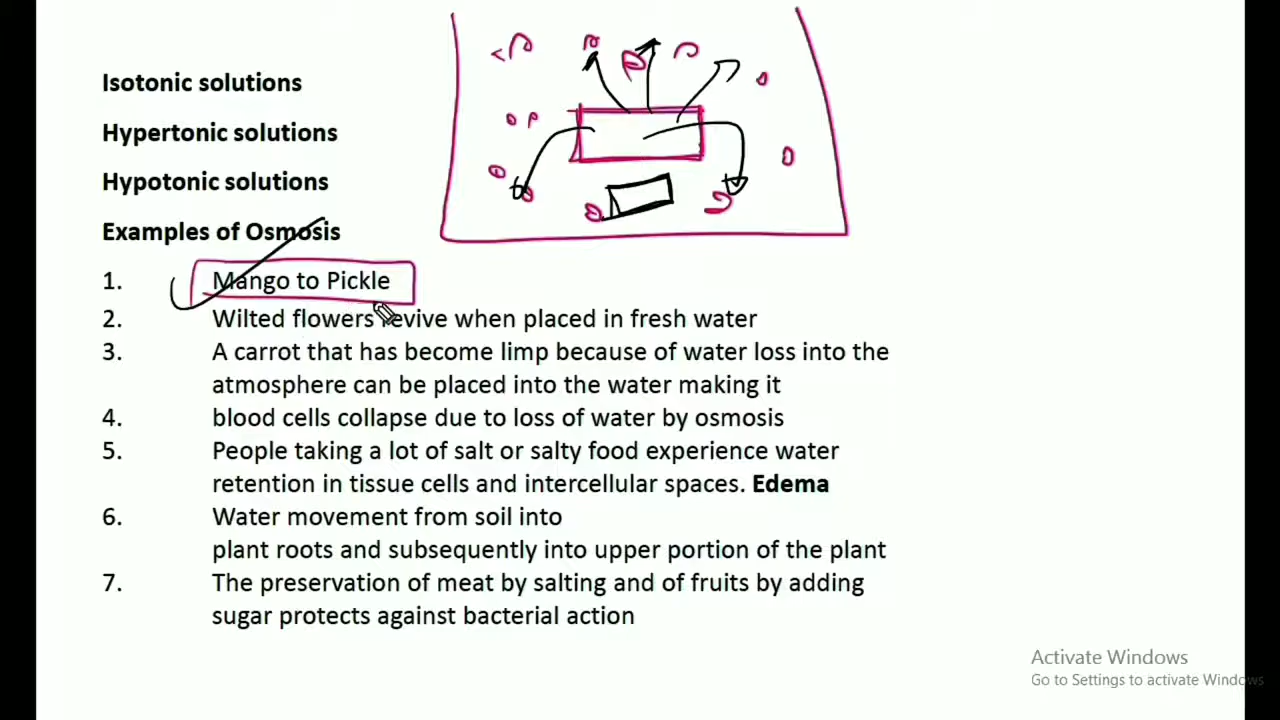 Isotonic solutions
Hypertonic solutions
Hypotonic solutions
Examples of Osmosis
1. Mango to Pickle
2. Wilted flowers revive when placed in fresh water
3. A carrot that has become limp because of water loss into the
atmosphere can be placed into the water making it
4. blood cells collapse due to loss of water by osmosis
5. People taking a lot of salt or salty food experience water
retention in tissue cells and intercellular spaces. Edema
6. Water movement from soil into
plant roots and subsequently into upper portion of the plant
7. The preservation of meat by salting and of fruits by adding
sugar protects against bacterial action
Activate Windows
Go to Settings to activate Windows